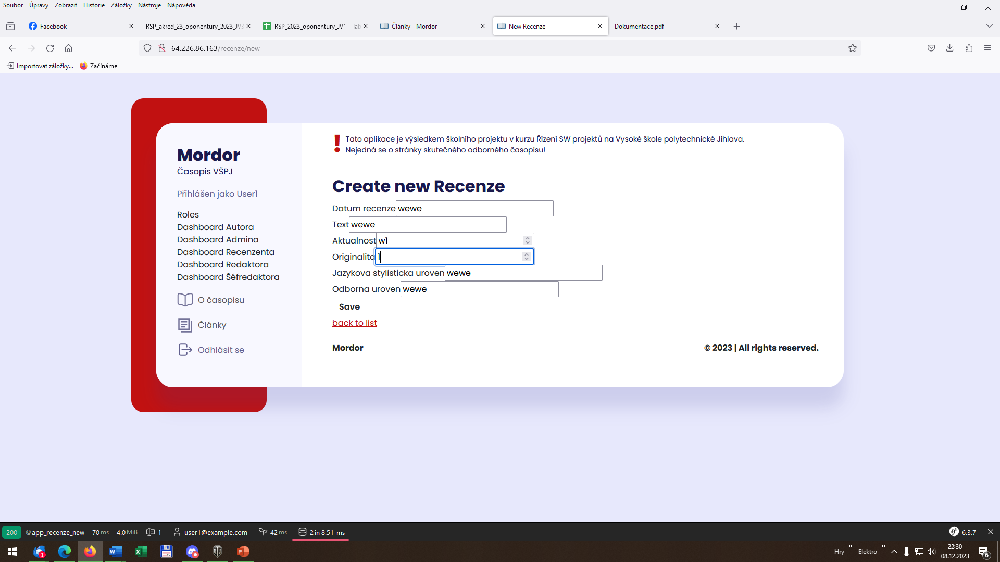 Soubor Úpravy Zobrazit Historie Záložky Nástroje Nápověda
Facebook
RSP_akred_23_oponentury_2023_JV3
RSP_2023_oponentury_JV1 - Tab
Články - Mordor
New Recenze
Dokumentace.pdf
64.226.86.163/recenze/new
Importovat záložky...
Začínáme
Mordor
Časopis VŠPJ
Přihlášen jako User1
Roles
Dashboard Autora
Dashboard Admina
Dashboard Recenzenta
Dashboard Redaktora
Dashboard Šéfredaktora
O časopisu
Články
Odhlásit se
Tato aplikace je výsledkem školního projektu v kurzu Řízení SW projektů na Vysoké škole polytechnické Jihlava.
Nejedná se o stránky skutečného odborného časopisu!
Create new Recenze
Datum recenze wewe
Text wewe
Aktualnost w1
Originalita 1
Jazykova stylisticka uroven wewe
Odborna uroven wewe
Save
back to list
Mordor © 2023 | All rights reserved.
200 @app_recenze_new 70 ms 4.0 MiB 1 user1@example.com 42 ms 2 in 8.51 ms 6.3.7
1
Hry » Elektro » 22:30
08.12.2023
6